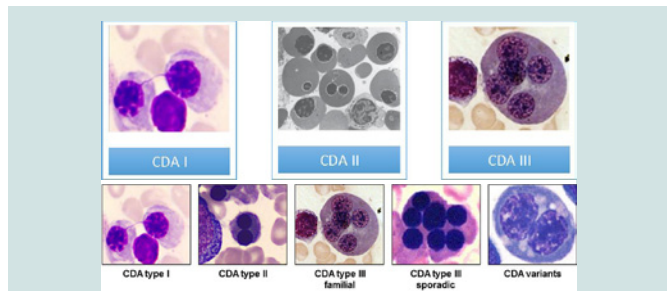 CDA I
CDA II
CDA III
CDA type I
CDA type II
CDA type III
familial
CDA type III
sporadic
CDA variants